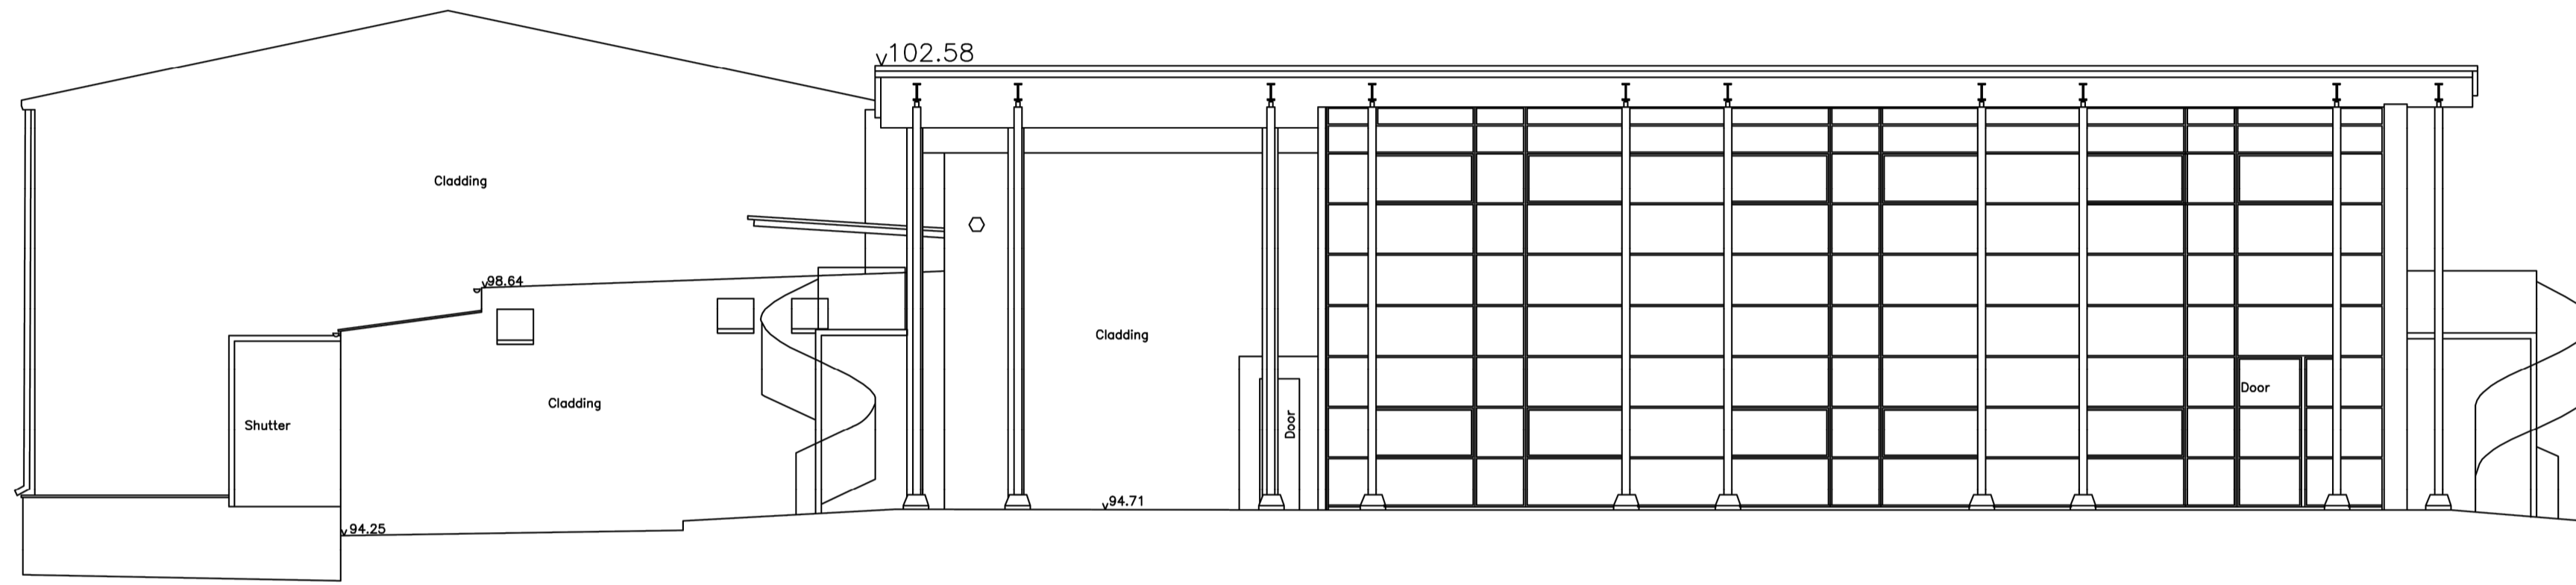 102.58
Cladding
98.64
Cladding
Door
Door
Cladding
Shutter
94.71
94.25